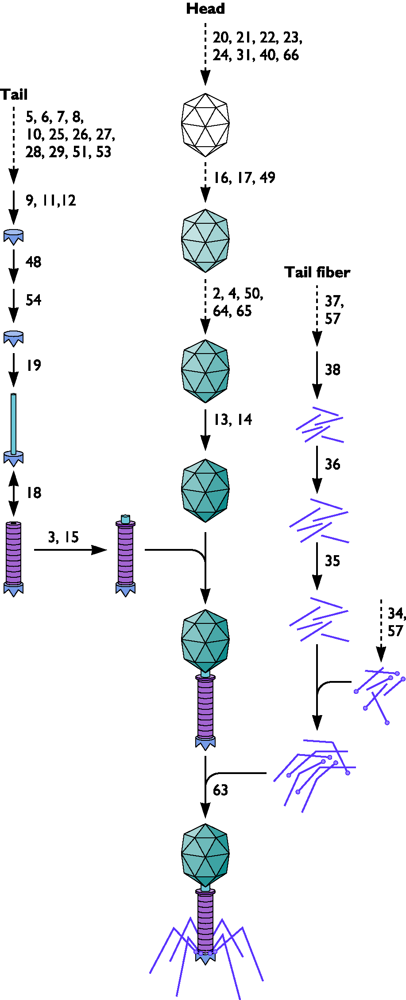 Head
20, 21, 22, 23,
24, 31, 40, 66
Tail
5, 6, 7, 8,
10, 25, 26, 27,
28, 29, 51, 53
16, 17, 49
9, 11,12
48
Tail fiber
54
2, 4, 50,
64, 65
37,
57
19
38
13, 14
36
18
3, 15
35
34,
57
63